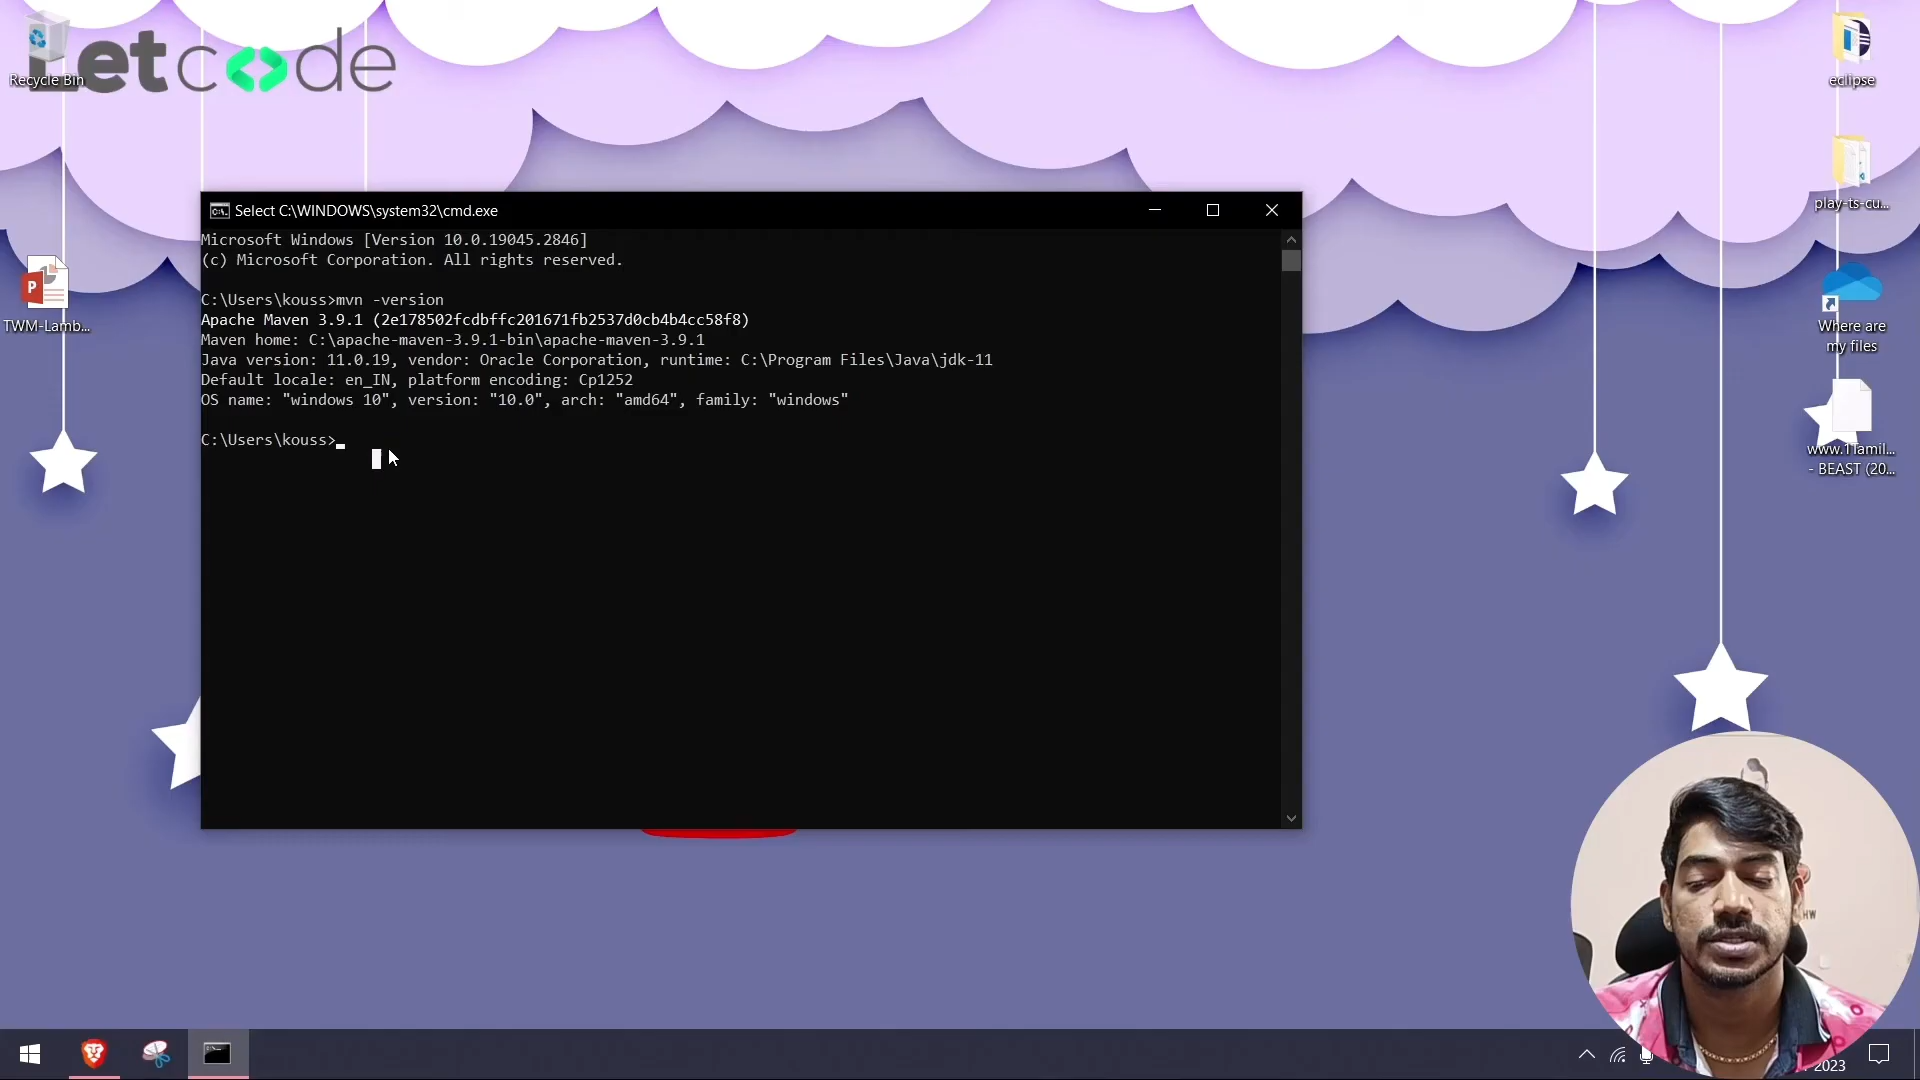 Letcode
Recycle Bin
eclipse
play-ts-cu...
TWM-Lamb...
Where are
my files
www.1Tamil...
- BEAST (20...
Select C:\WINDOWS\system32\cmd.exe
Microsoft Windows [Version 10.0.19045.2846]
(c) Microsoft Corporation. All rights reserved.
C:\Users\kouss>mvn -version
Apache Maven 3.9.1 (2e178502fcdbffc201671fb2537d0cb4b4cc58f8)
Maven home: C:\apache-maven-3.9.1-bin\apache-maven-3.9.1
Java version: 11.0.19, vendor: Oracle Corporation, runtime: C:\Program Files\Java\jdk-11
Default locale: en_IN, platform encoding: Cp1252
OS name: "windows 10", version: "10.0", arch: "amd64", family: "windows"
C:\Users\kouss>
2023